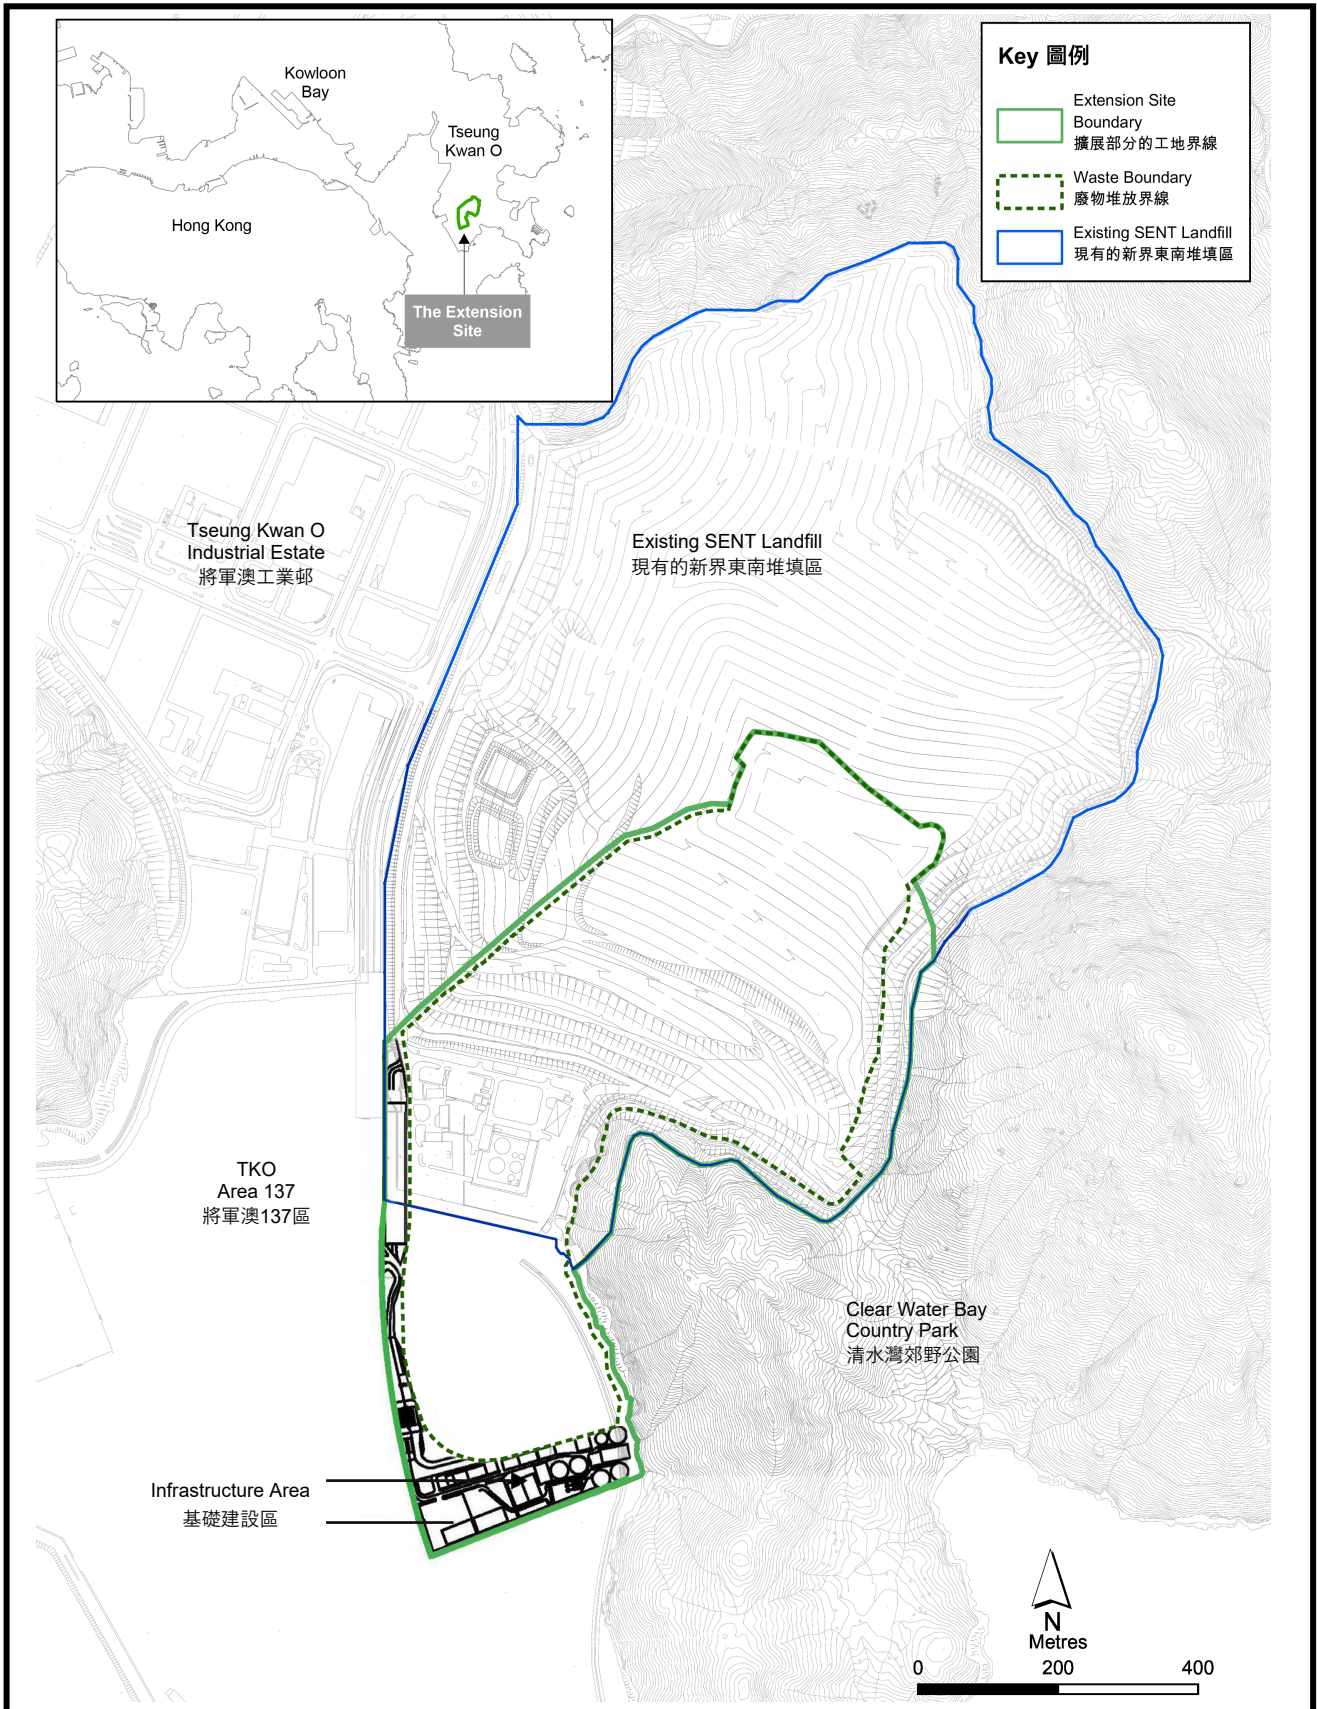 Kowloon
Bay
Tseung
Kwan O
Hong Kong
The Extension
Site
Key 圖例
Extension Site
Boundary
擴展部分的工地界線
Waste Boundary
廢物堆放界線
Existing SENT Landfill
現有的新界東南堆填區
Tseung Kwan O
Industrial Estate
將軍澳工業邨
Existing SENT Landfill
現有的新界東南堆填區
TKO
Area 137
將軍澳137區
Clear Water Bay
Country Park
清水灣郊野公園
Infrastructure Area
基礎建設區
N
Metres
0 200 400